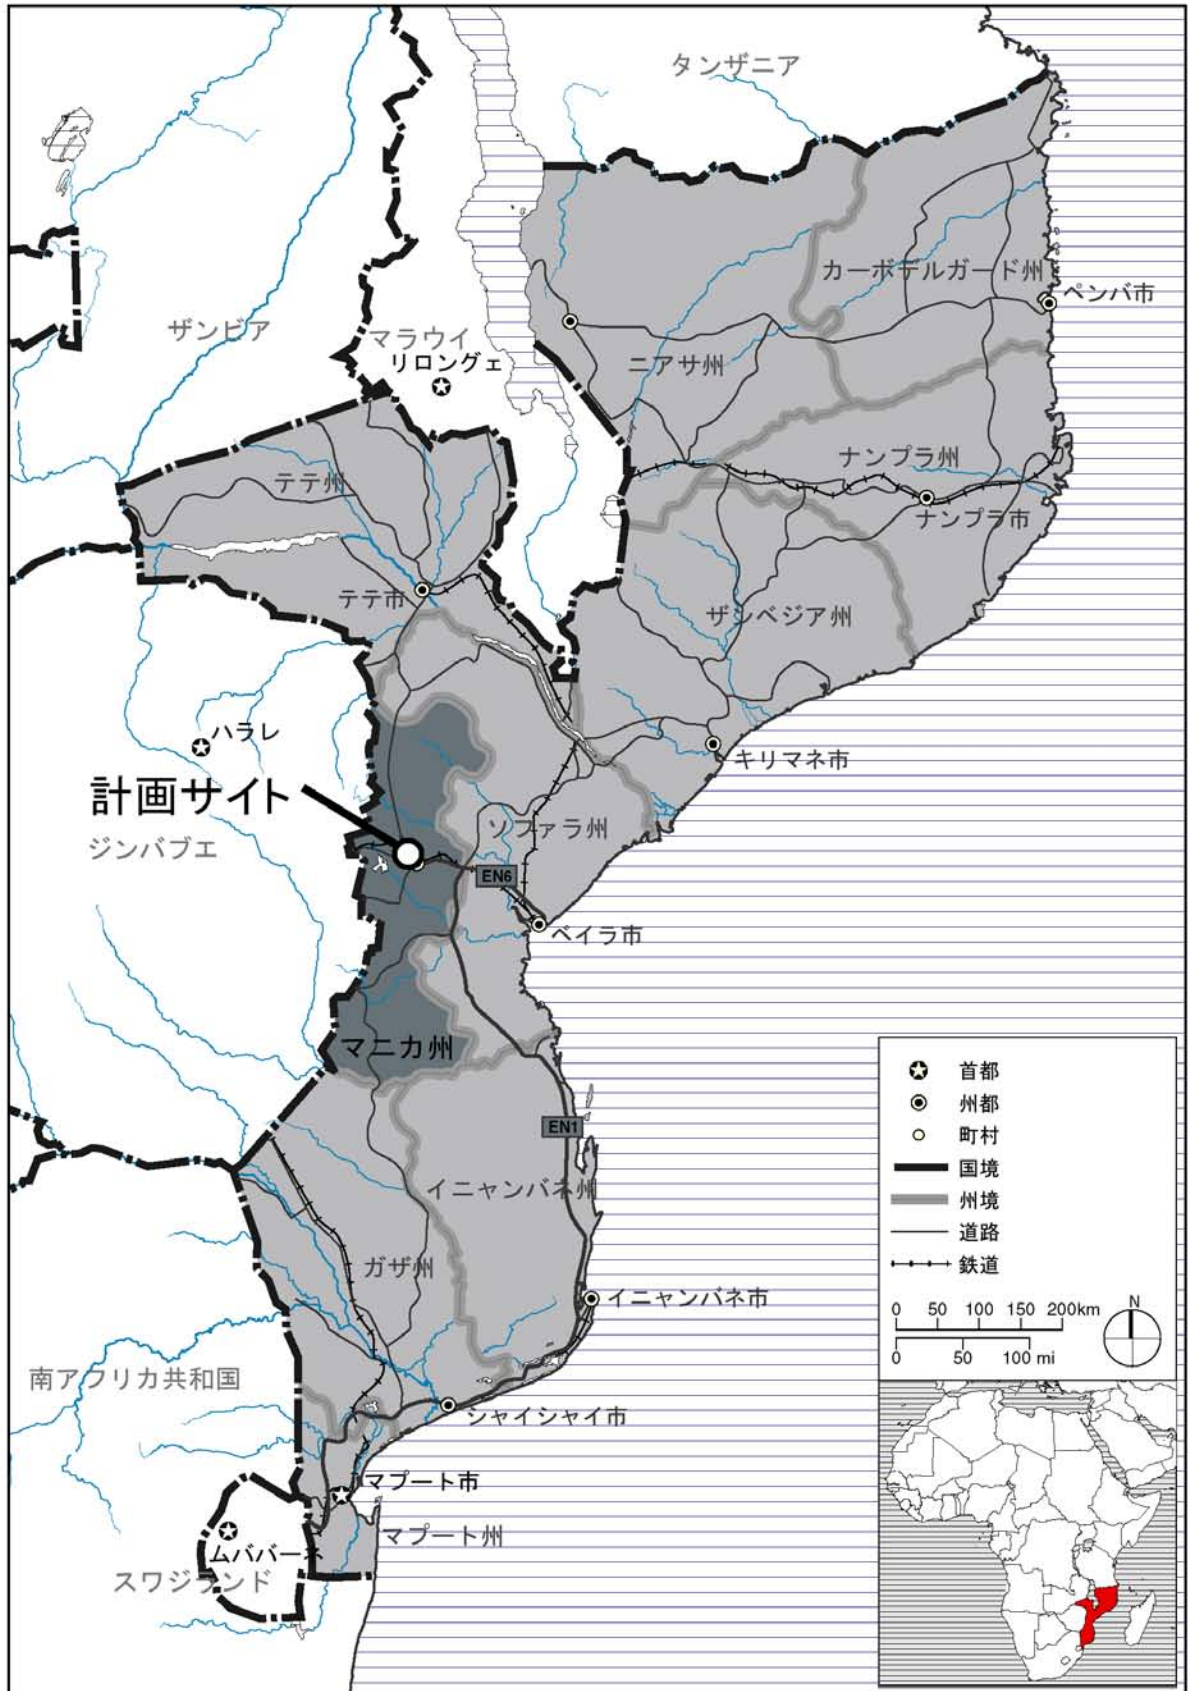 タンザニア
カーボデルガード州
ペンバ市
ザンビア
マラウイ
リロングェ
ニアサ州
ナンプラ州
テテ州
ナンプラ市
テテ市
ザンベジア州
ハラレ
キリマネ市
計画サイト
ソファラ州
ジンバブエ
EN6
ベイラ市
マニカ州
EN1
イニャンバネ州
ガザ州
イニャンバネ市
南アフリカ共和国
シャイシャイ市
マプート市
マプート州
ムババーネ
スワジランド
首都
州都
町村
国境
州境
道路
鉄道
0 50 100 150 200km
N
0 50 100 mi